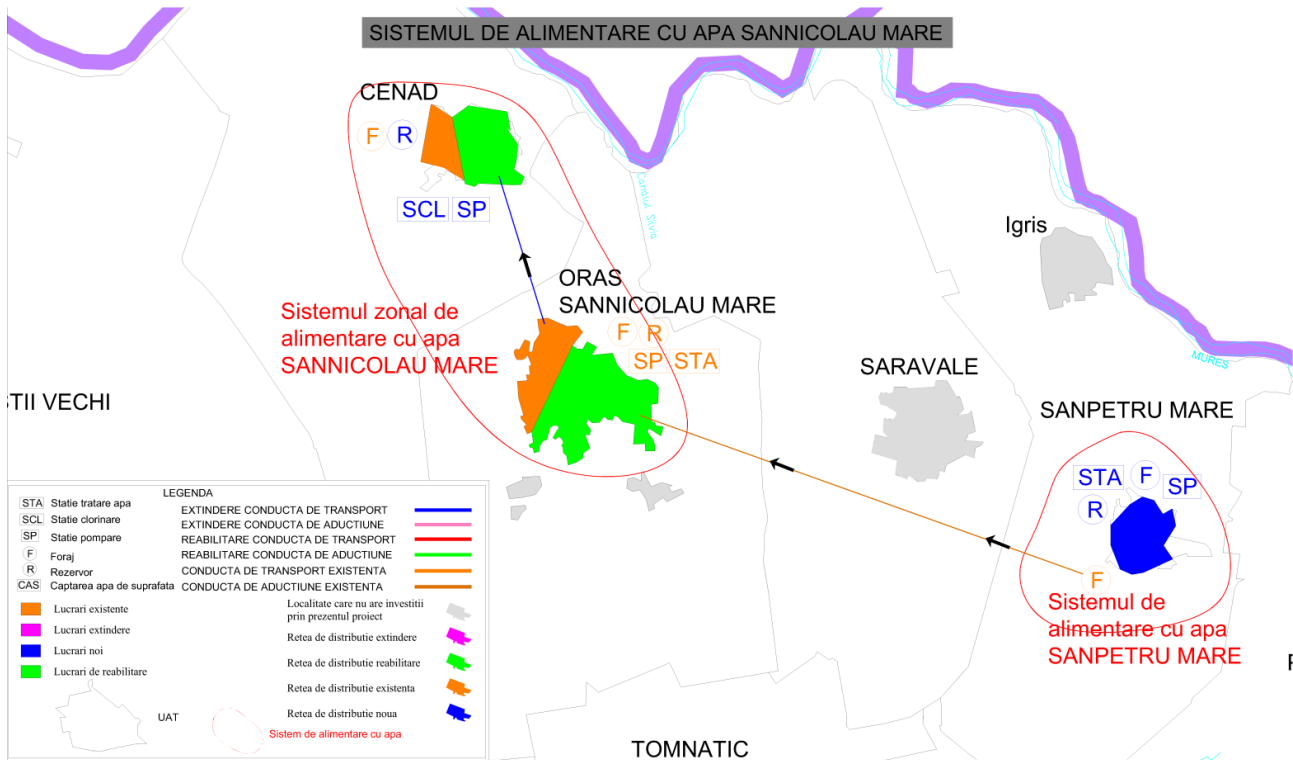 SISTEMUL DE ALIMENTARE CU APA SANNICOLAU MARE
CENAD
F R
SCL SP
Canalul Silvia
Igris
ORAS
SANNICOLAU MARE
F R
SP STA
Sistemul zonal de
alimentare cu apa
SANNICOLAU MARE
MURES
SARAVALE
STII VECHI
SANPETRU MARE
STA F SP
R
F
Sistemul de
alimentare cu apa
SANPETRU MARE
TOMNATIC
LEGENDA
STA Statie tratare apa
SCL Statie clorinare
SP Statie pompare
F Foraj
R Rezervor
CAS Captarea apa de suprafata
EXTINDERE CONDUCTA DE TRANSPORT
EXTINDERE CONDUCTA DE ADUCTIUNE
REABILITARE CONDUCTA DE TRANSPORT
REABILITARE CONDUCTA DE ADUCTIUNE
CONDUCTA DE TRANSPORT EXISTENTA
CONDUCTA DE ADUCTIUNE EXISTENTA
Lucrari existente
Lucrari extindere
Lucrari noi
Lucrari de reabilitare
Localitate care nu are investitii
prin prezentul proiect
Retea de distributie extindere
Retea de distributie reabilitare
Retea de distributie existenta
Retea de distributie noua
UAT
Sistem de alimentare cu apa